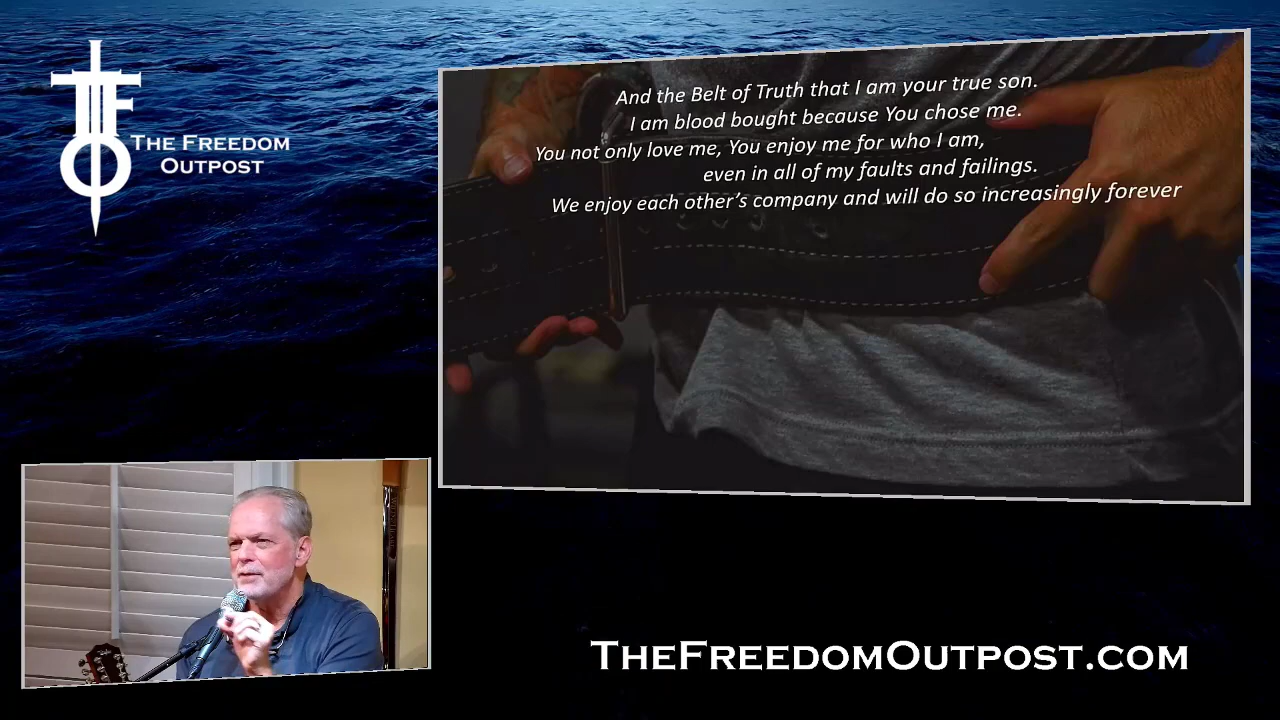 THE FREEDOM
OUTPOST
And the Belt of Truth that I am your true son.
I am blood bought because You chose me.
You not only love me, You enjoy me for who I am,
even in all of my faults and failings.
We enjoy each other's company and will do so increasingly forever
THEFREEDOMOUTPOST.COM